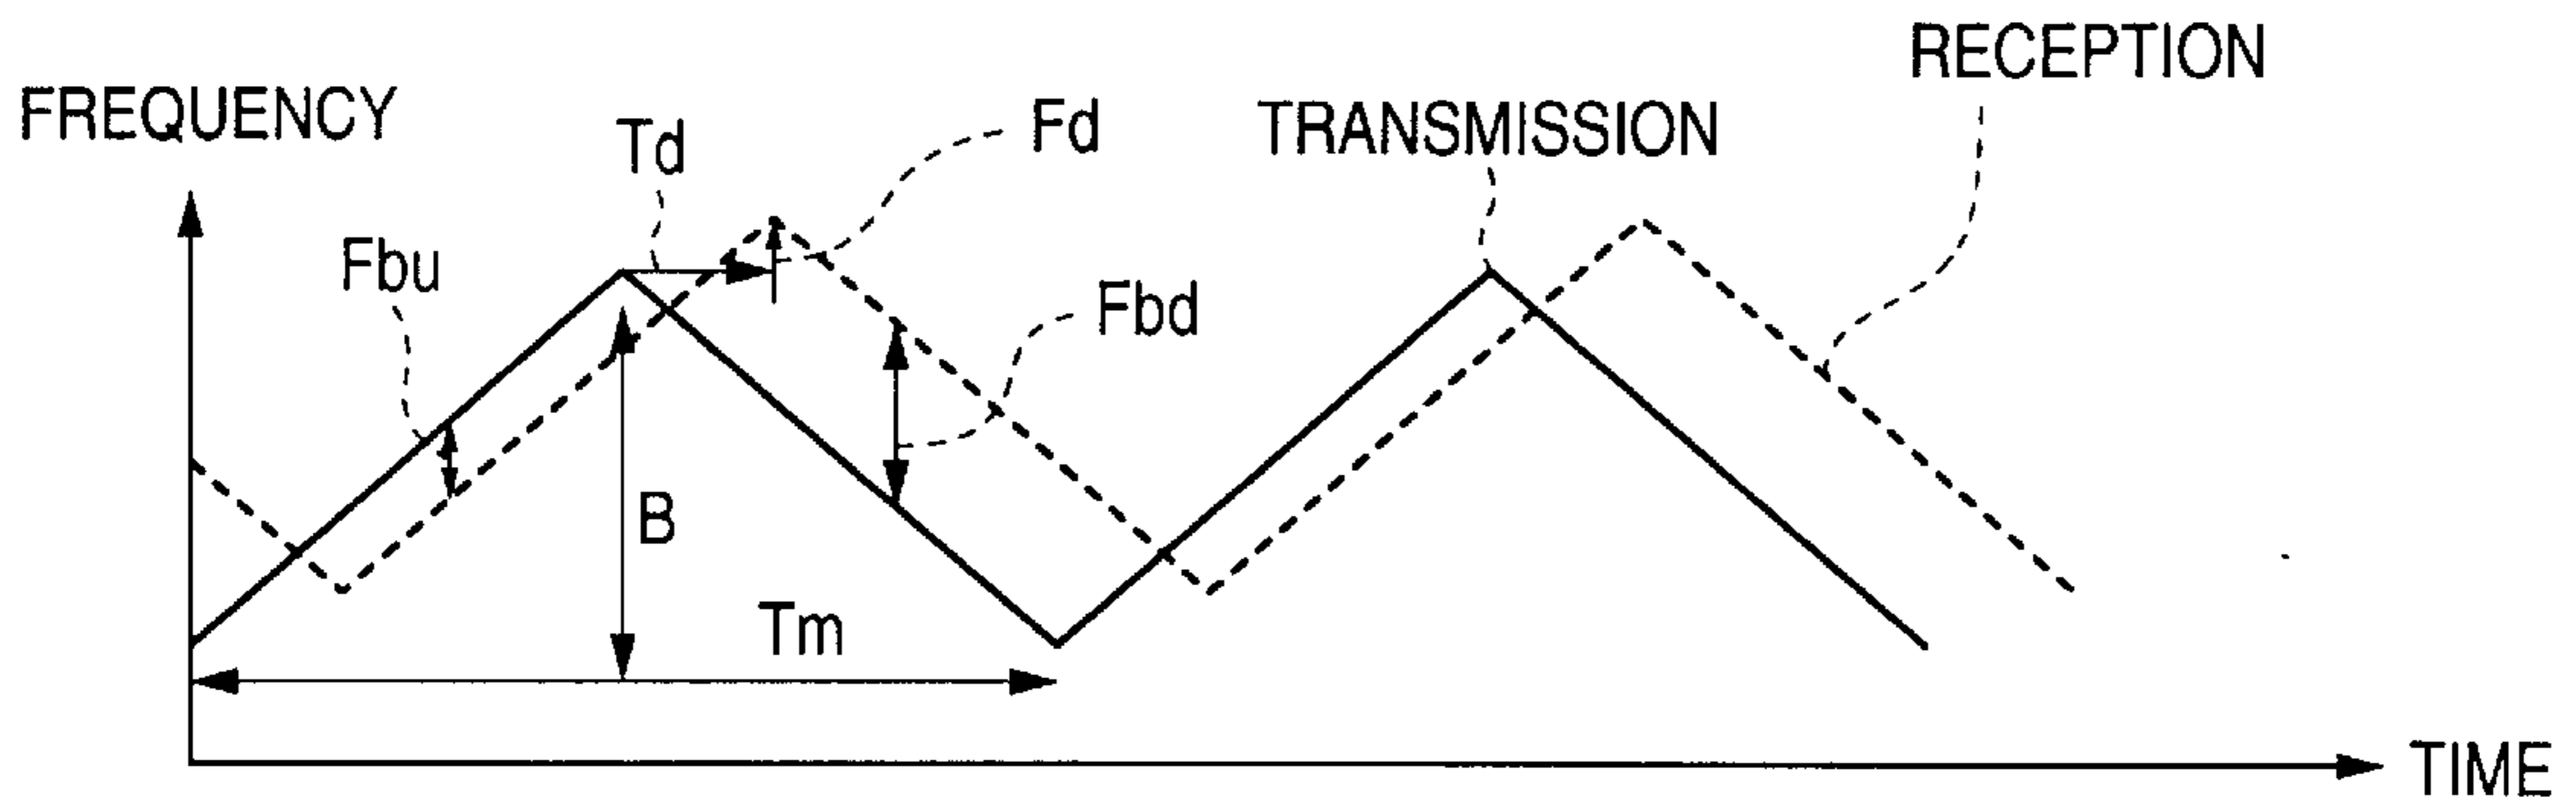 RECEPTION
FREQUENCY
Td
Fd
TRANSMISSION
Fbu
Fbd
B
Tm
TIME